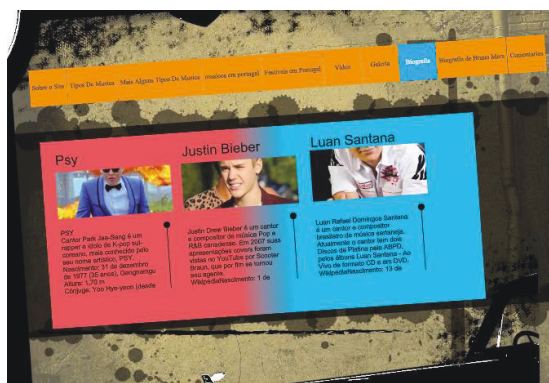 Sobre o Site
Tipos De Musica
Mais Alguns Tipos De Musica
musicos em portugal
Festivais em Portugal
Video
Galeria
Biografia
Biografia de Bruno Mars
Comentarios
Psy
PSY
Cantor Park Jae-Sang é um
rapper e ídolo de K-pop sul-
coreano, mais conhecido pelo
seu nome artístico, PSY.
Nascimento: 31 de dezembro
de 1977 (35 anos), Gangnamgu
Altura: 1,70 m
Cônjuge: Yoo Hye-yeon (desde
Justin Bieber
Justin Drew Bieber é um cantor
e compositor de música Pop e
R&B canadense. Em 2007 suas
apresentações covers foram
vistas no YouTube por Scooter
Braun, que por fim se tornou
seu agente.
WikipédiaNascimento: 1 de
Luan Santana
Luan Rafael Domingos Santana
é um cantor e compositor
brasileiro de música sertaneja.
Atualmente o cantor tem dois
Discos de Platina pela ABPD,
pelos álbuns Luan Santana - Ao
Vivo de formato CD e ars DVD.
WikipédiaNascimento: 13 de